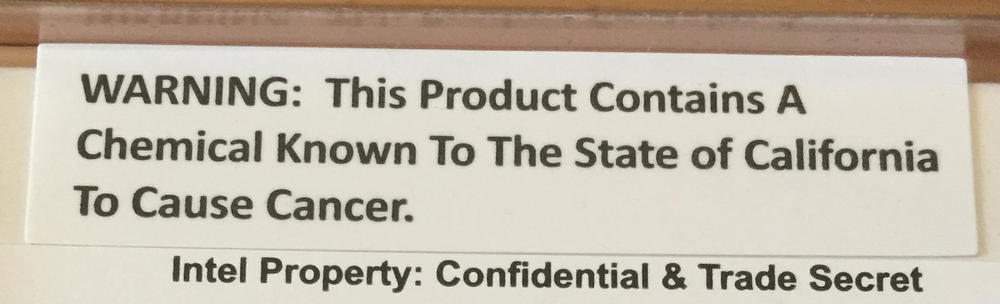 WARNING: This Product Contains A
Chemical Known To The State of California
To Cause Cancer.
Intel Property: Confidential & Trade Secret